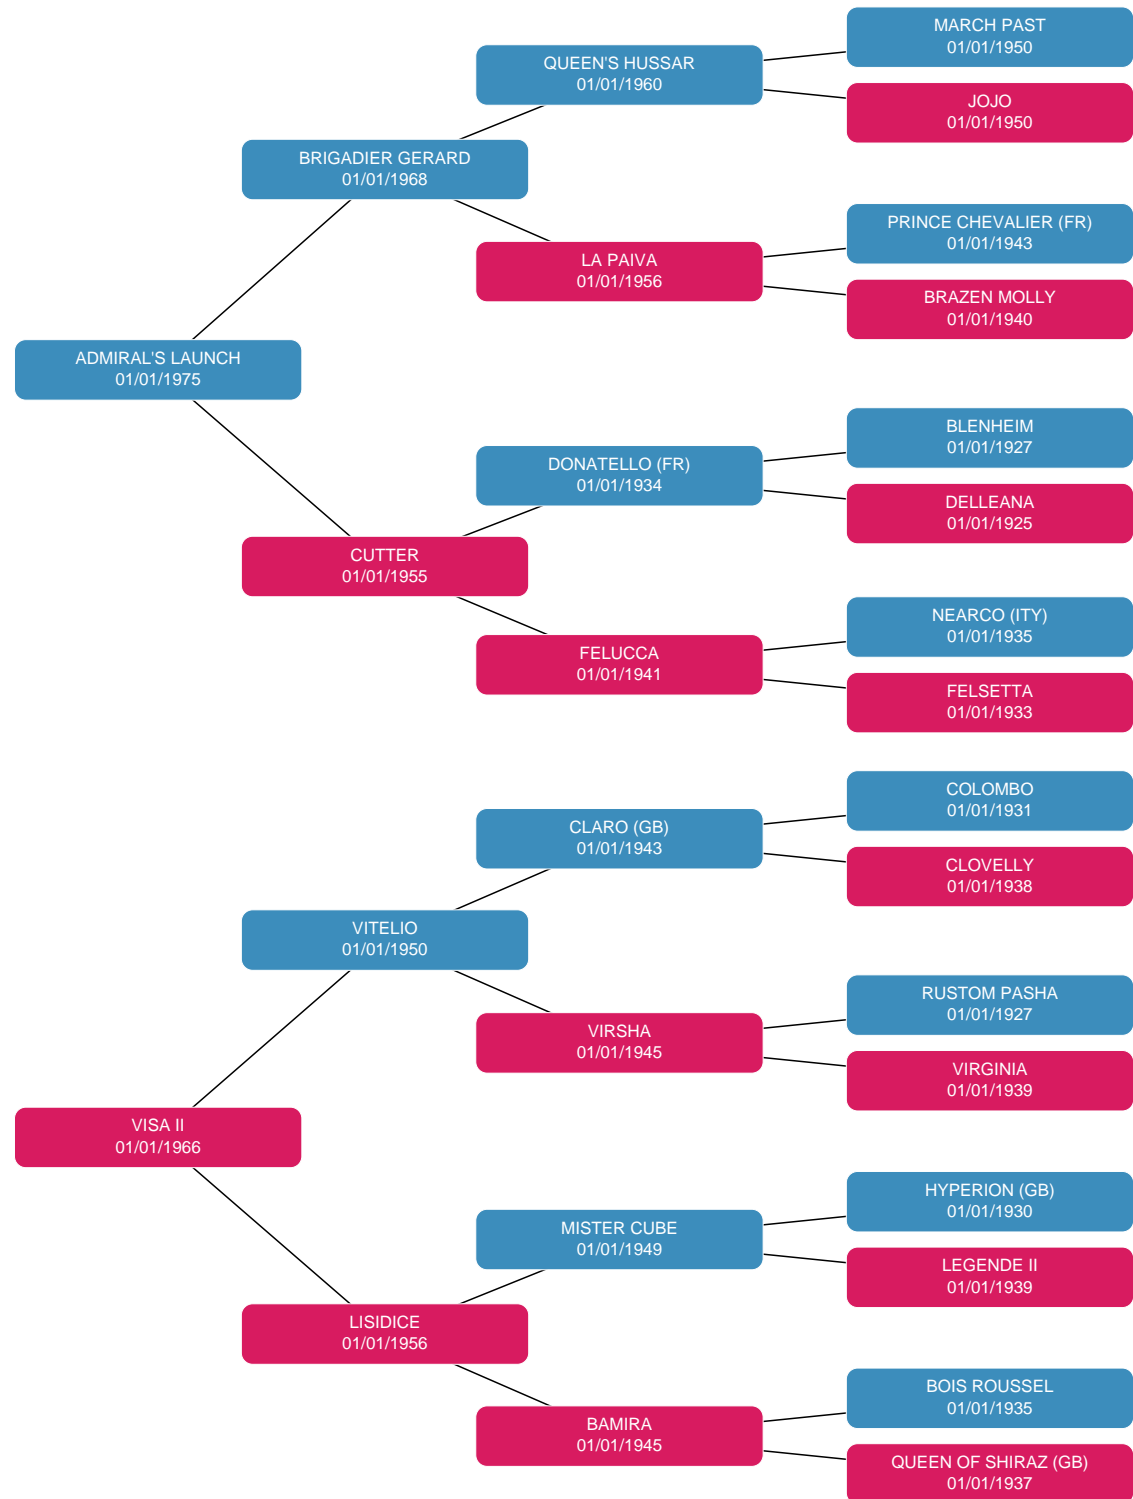 MARCH PAST
01/01/1950
QUEEN'S HUSSAR
01/01/1960
JOJO
01/01/1950
BRIGADIER GERARD
01/01/1968
PRINCE CHEVALIER (FR)
01/01/1943
LA PAIVA
01/01/1956
BRAZEN MOLLY
01/01/1940
ADMIRAL'S LAUNCH
01/01/1975
BLENHEIM
01/01/1927
DONATELLO (FR)
01/01/1934
DELLEANA
01/01/1925
CUTTER
01/01/1955
NEARCO (ITY)
01/01/1935
FELUCCA
01/01/1941
FELSETTA
01/01/1933
COLOMBO
01/01/1931
CLARO (GB)
01/01/1943
CLOVELLY
01/01/1938
VITELIO
01/01/1950
RUSTOM PASHA
01/01/1927
VIRSHA
01/01/1945
VIRGINIA
01/01/1939
VISA II
01/01/1966
HYPERION (GB)
01/01/1930
MISTER CUBE
01/01/1949
LEGENDE II
01/01/1939
LISIDICE
01/01/1956
BOIS ROUSSEL
01/01/1935
BAMIRA
01/01/1945
QUEEN OF SHIRAZ (GB)
01/01/1937